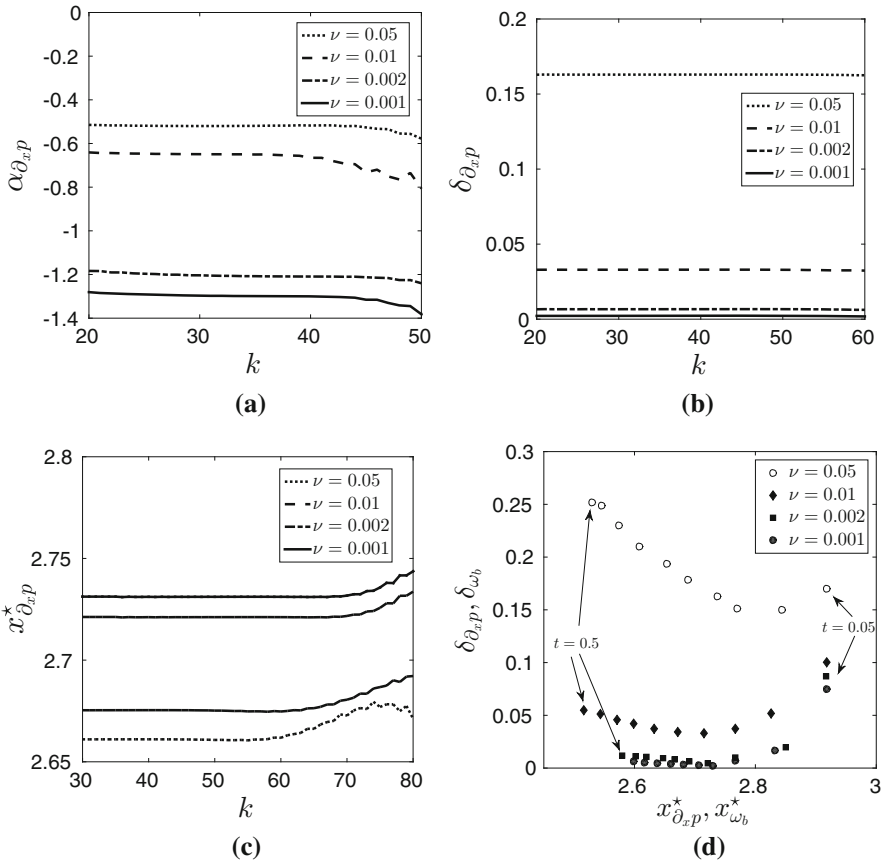 0
-0.2
-0.4
-0.6
-0.8
-1
-1.2
-1.4
20 30 40 50
α∂ₓp
k
ν = 0.05
ν = 0.01
ν = 0.002
ν = 0.001
(a)
0.2
0.15
0.1
0.05
0
20 30 40 50 60
δ∂ₓp
k
ν = 0.05
ν = 0.01
ν = 0.002
ν = 0.001
(b)
2.8
2.75
2.7
2.65
30 40 50 60 70 80
x⋆∂ₓp
k
ν = 0.05
ν = 0.01
ν = 0.002
ν = 0.001
(c)
0.3
0.25
0.2
0.15
0.1
0.05
0
2.6 2.8 3
δ∂ₓp, δωb
x⋆∂ₓp, x⋆ωb
ν = 0.05
ν = 0.01
ν = 0.002
ν = 0.001
t = 0.5
t = 0.05
(d)